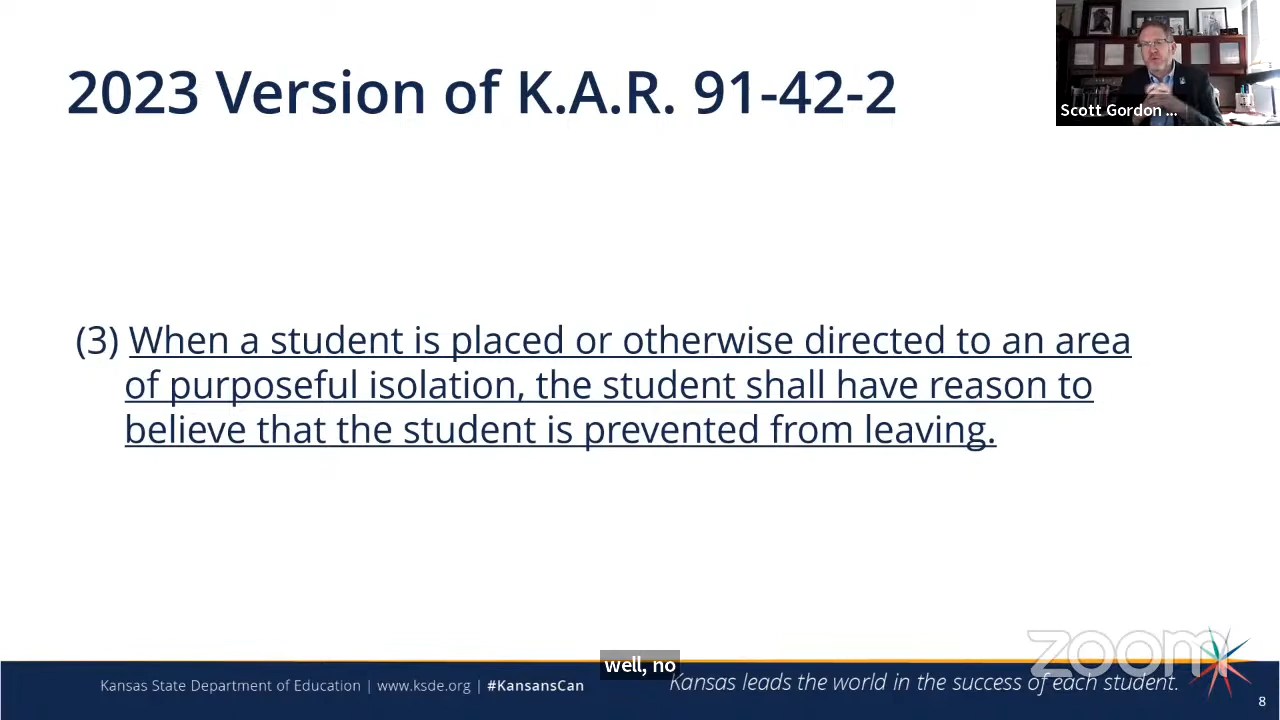 2023 Version of K.A.R. 91-42-2
Scott Gordon ...
(3) When a student is placed or otherwise directed to an area
of purposeful isolation, the student shall have reason to
believe that the student is prevented from leaving.
zoom
well, no
Kansas State Department of Education | www.ksde.org | #KansansCan
Kansas leads the world in the success of each student.
8